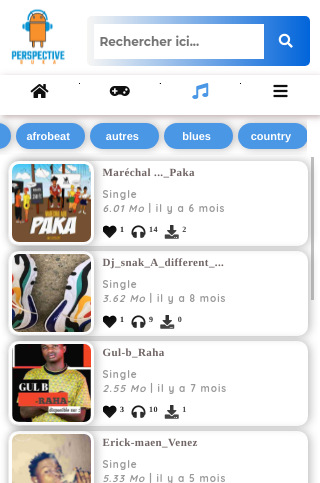 PERSPECTIVE
BUKA
Rechercher ici...
afrobeat
autres
blues
country
Maréchal ..._Paka
Single
6.01 Mo | il y a 6 mois
1 14 2
PAKA
Dj_snak_A_different_...
Single
3.62 Mo | il y a 8 mois
1 9 0
Gul-b_Raha
Single
2.55 Mo | il y a 7 mois
3 10 1
GUL B
-RAHA-
Erick-maen_Venez
Single
5.33 Mo | il y a 5 mois